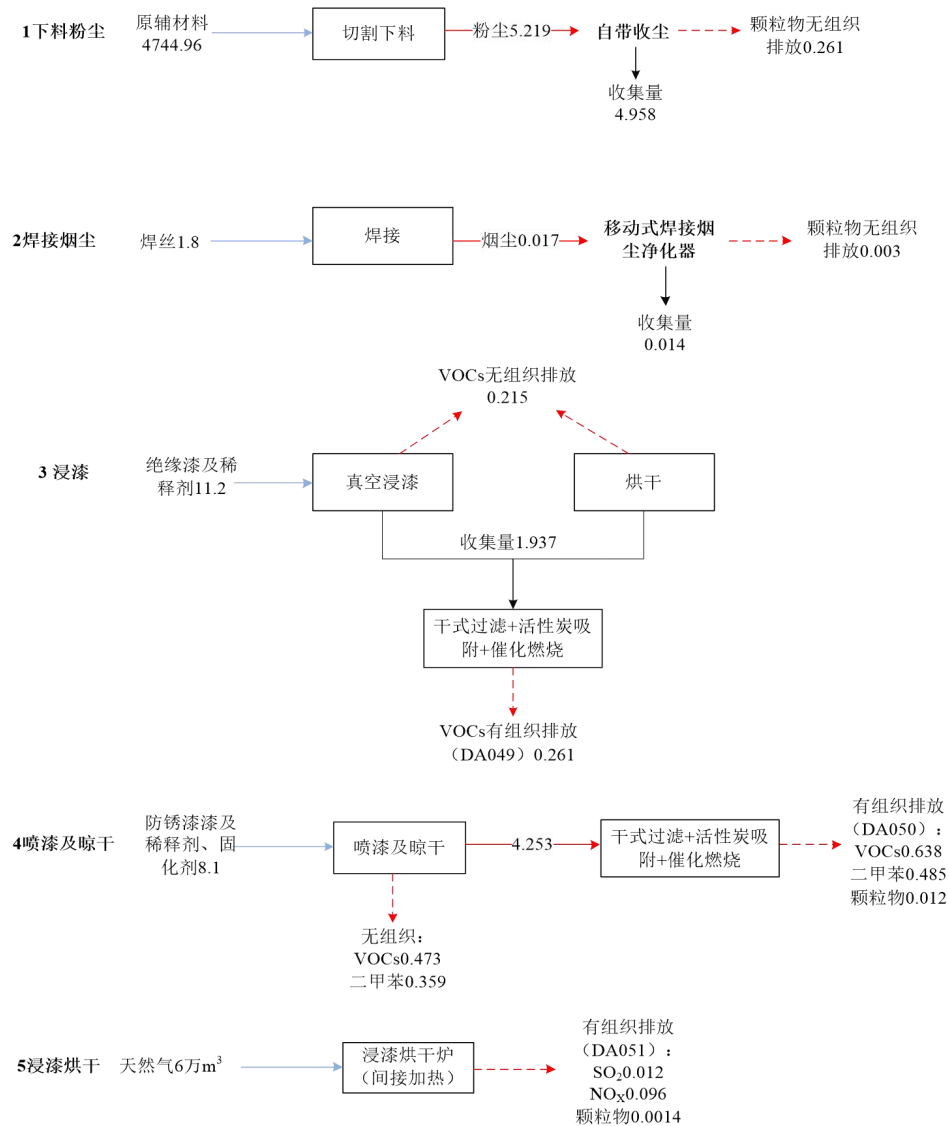 1下料粉尘
原辅材料
4744.96
切割下料
粉尘5.219
自带收尘
颗粒物无组织
排放0.261
收集量
4.958
2焊接烟尘
焊丝1.8
焊接
烟尘0.017
移动式焊接烟
尘净化器
颗粒物无组织
排放0.003
收集量
0.014
VOCs无组织排放
0.215
3 浸漆
绝缘漆及稀
释剂11.2
真空浸漆
烘干
收集量1.937
干式过滤+活性炭吸
附+催化燃烧
VOCs有组织排放
（DA049）0.261
4喷漆及晾干
防锈漆漆及
稀释剂、固
化剂8.1
喷漆及晾干
4.253
干式过滤+活性炭吸
附+催化燃烧
有组织排放
（DA050）：
VOCs0.638
二甲苯0.485
颗粒物0.012
无组织：
VOCs0.473
二甲苯0.359
5浸漆烘干
天然气6万m³
浸漆烘干炉
（间接加热）
有组织排放
（DA051）：
SO₂0.012
NOX0.096
颗粒物0.0014